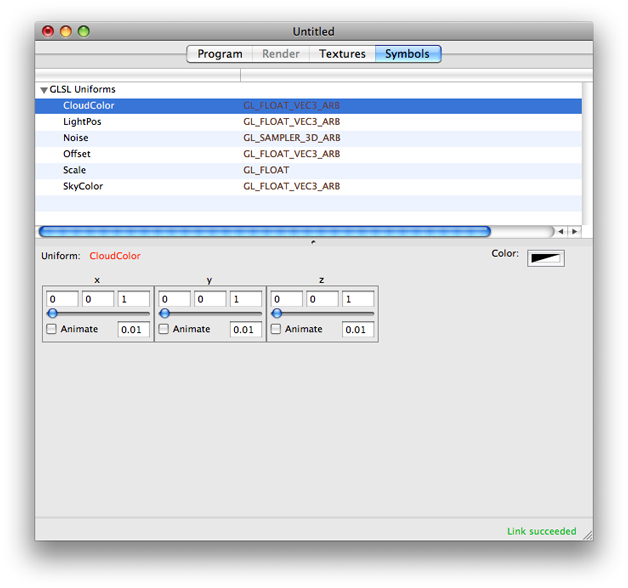 Untitled
Program Render Textures Symbols
GLSL Uniforms
CloudColor GL_FLOAT_VEC3_ARB
LightPos GL_FLOAT_VEC3_ARB
Noise GL_SAMPLER_3D_ARB
Offset GL_FLOAT_VEC3_ARB
Scale GL_FLOAT
SkyColor GL_FLOAT_VEC3_ARB
Uniform: CloudColor Color:
x y z
0 0 1 0 0 1 0 0 1
Animate 0.01 Animate 0.01 Animate 0.01
Link succeeded